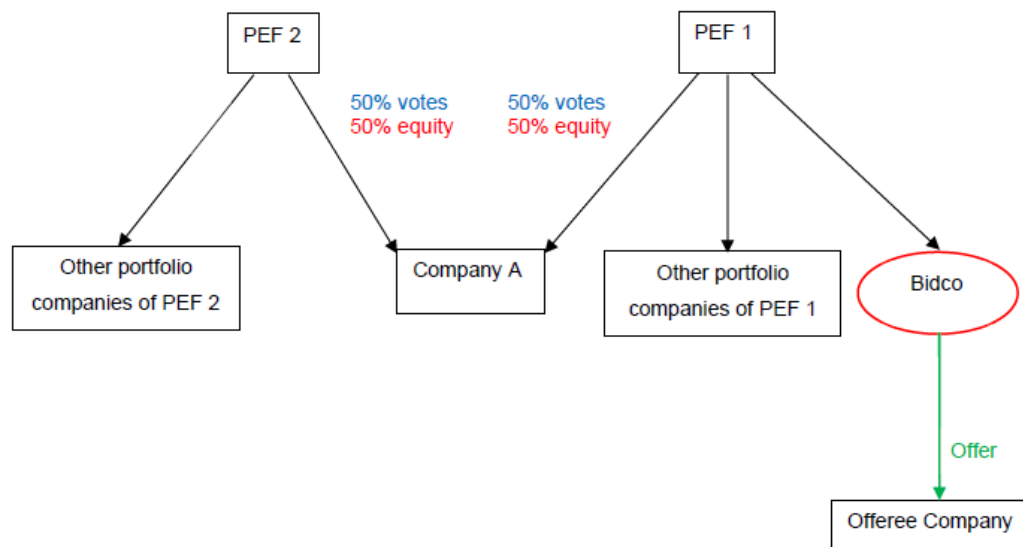 PEF 2
PEF 1
50% votes
50% equity
50% votes
50% equity
Other portfolio
companies of PEF 2
Company A
Other portfolio
companies of PEF 1
Bidco
Offer
Offeree Company